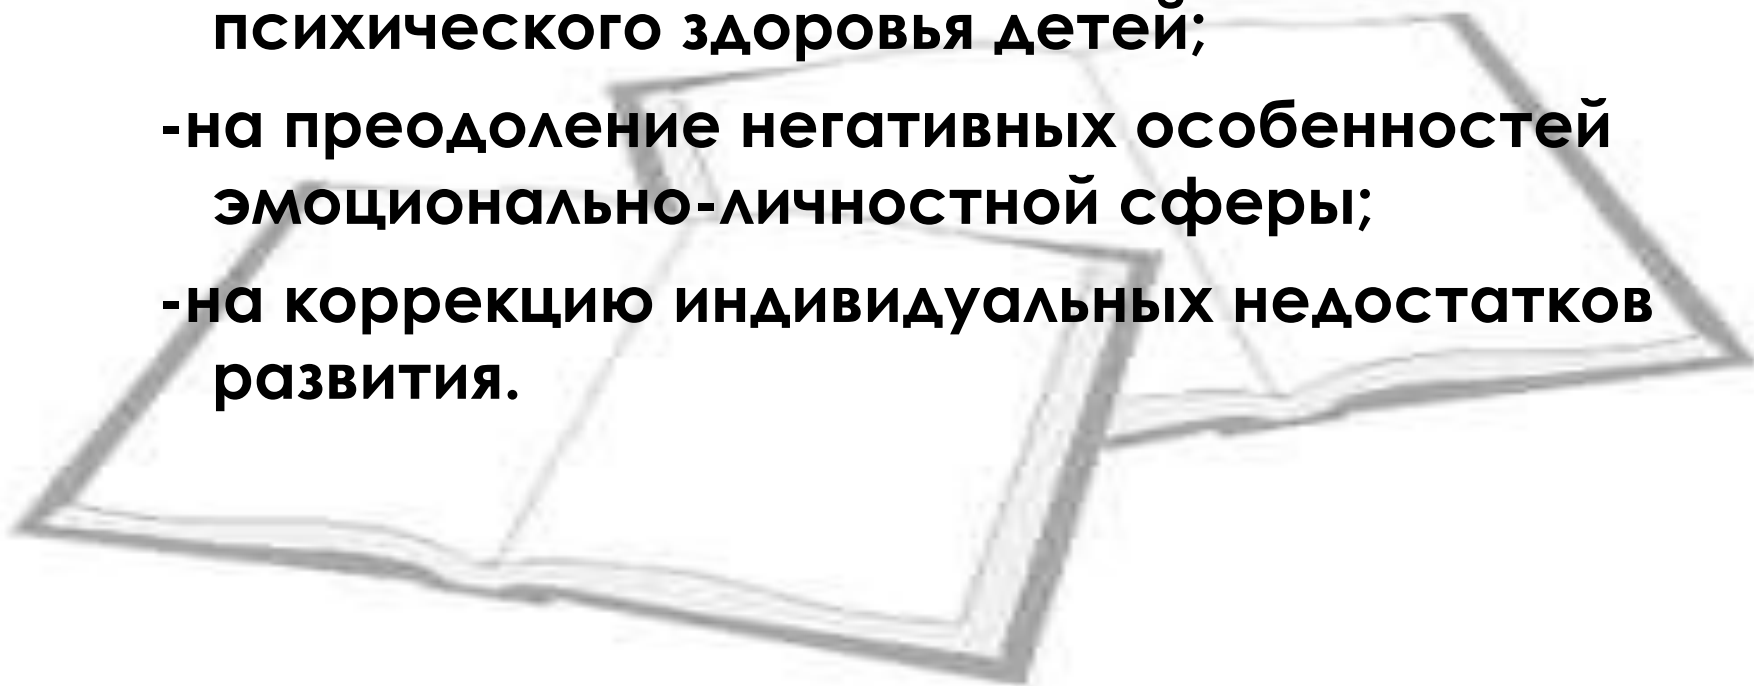 психического здоровья детей;
-на преодоление негативных особенностей
эмоционально-личностной сферы;
-на коррекцию индивидуальных недостатков
развития.